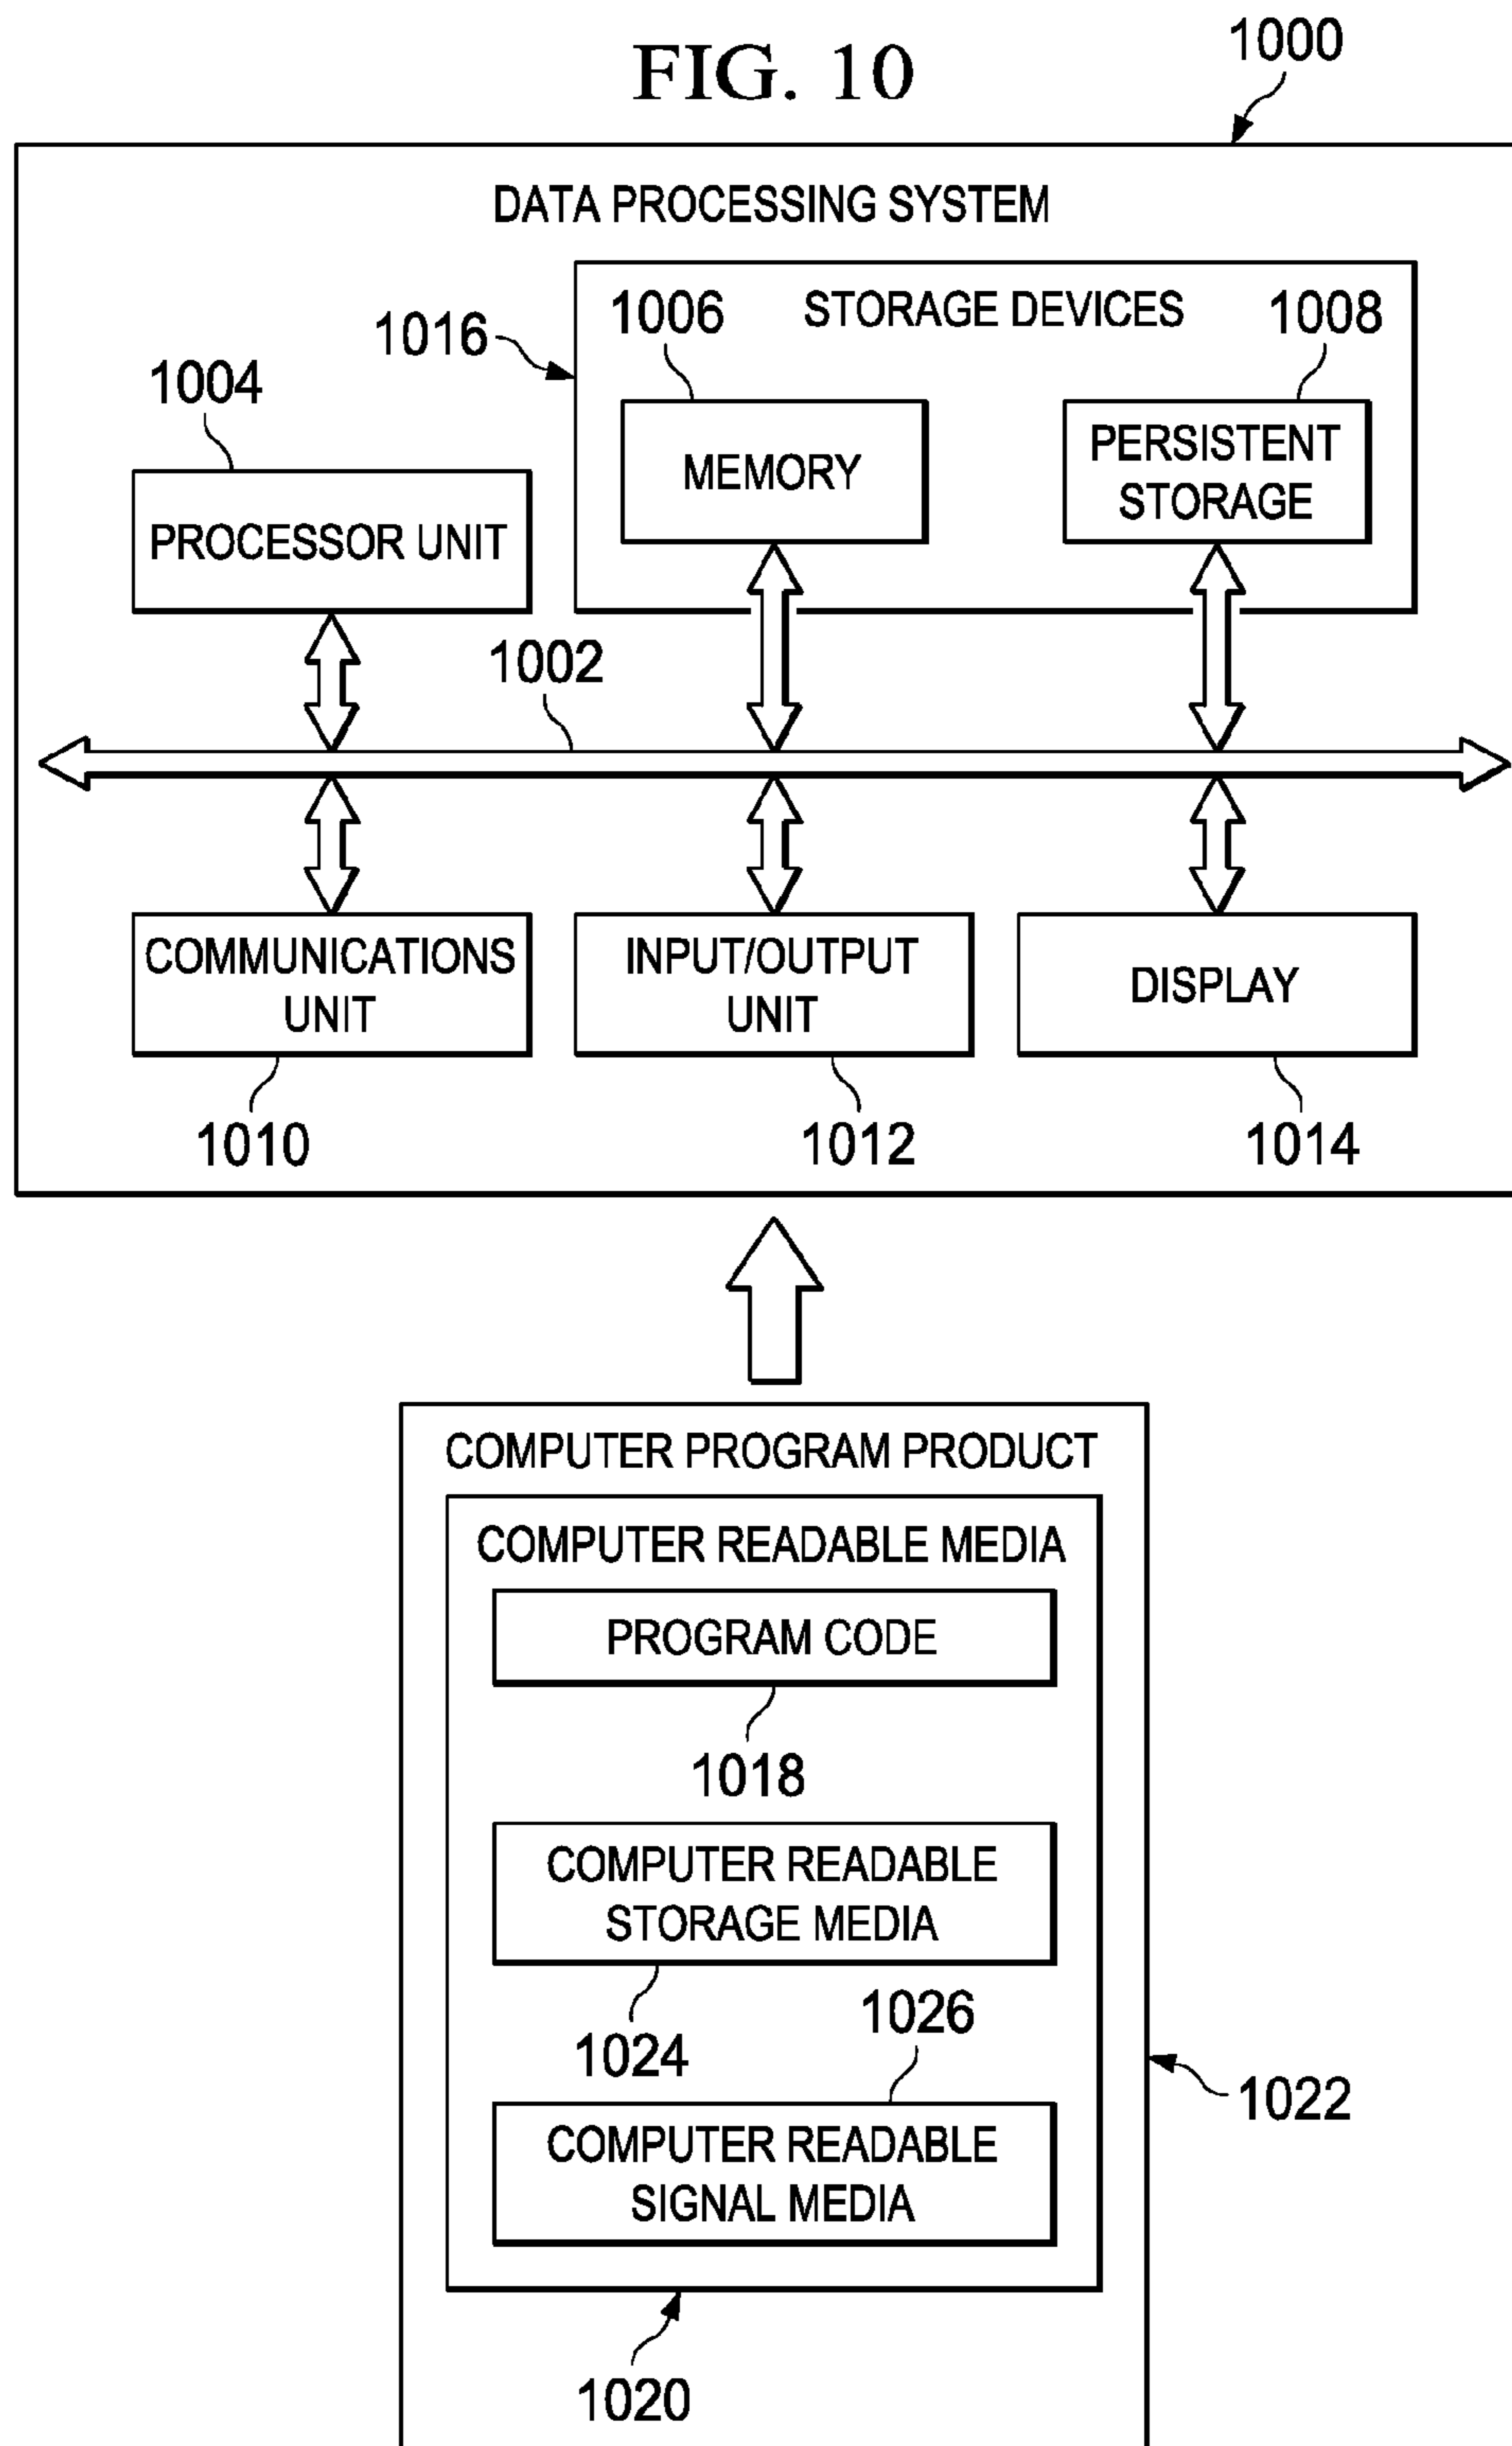 FIG. 10
1000
DATA PROCESSING SYSTEM
1016
1006
STORAGE DEVICES
1008
1004
MEMORY
PERSISTENT
STORAGE
PROCESSOR UNIT
1002
COMMUNICATIONS
UNIT
INPUT/OUTPUT
UNIT
DISPLAY
1010
1012
1014
COMPUTER PROGRAM PRODUCT
COMPUTER READABLE MEDIA
PROGRAM CODE
1018
COMPUTER READABLE
STORAGE MEDIA
1024
1026
COMPUTER READABLE
SIGNAL MEDIA
1022
1020